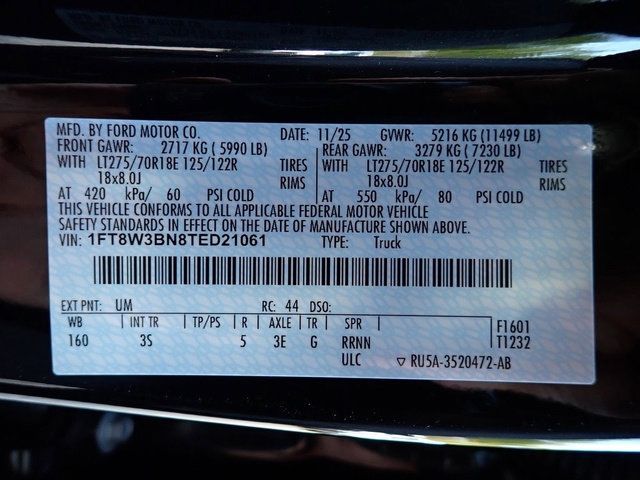 MFD. BY FORD MOTOR CO. DATE: 11/25 GVWR: 5216 KG (11499 LB)
FRONT GAWR: 2717 KG (5990 LB) REAR GAWR: 3279 KG (7230 LB)
WITH LT275/70R18E 125/122R TIRES WITH LT275/70R18E 125/122R TIRES
18x8.0J RIMS 18x8.0J RIMS
AT 420 kPa/ 60 PSI COLD AT 550 kPa/ 80 PSI COLD
THIS VEHICLE CONFORMS TO ALL APPLICABLE FEDERAL MOTOR VEHICLE
SAFETY STANDARDS IN EFFECT ON THE DATE OF MANUFACTURE SHOWN ABOVE.
VIN: 1FT8W3BN8TED21061 TYPE: Truck
EXT PNT: UM RC: 44 DSO:
WB INT TR TP/PS R AXLE TR SPR F1601
160 3S 5 3E G RRNN T1232
ULC ▽ RU5A-3520472-AB